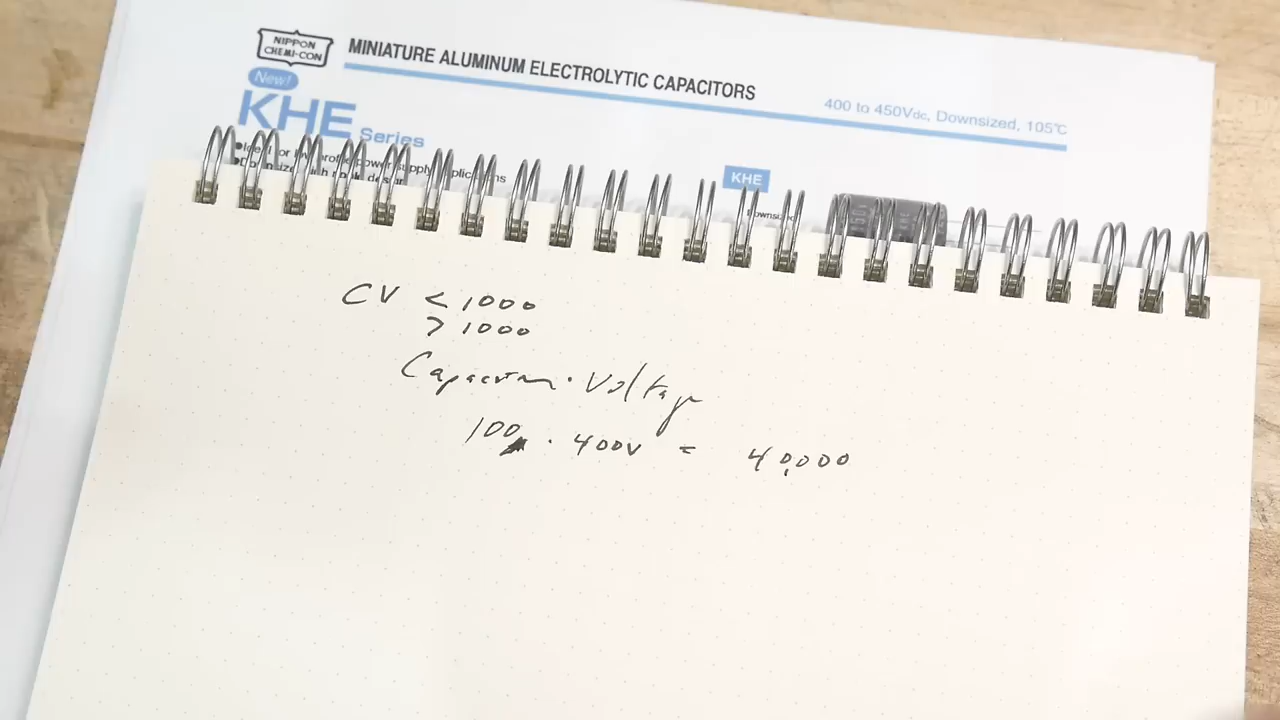 NIPPON
CHEMI-CON
MINIATURE ALUMINUM ELECTROLYTIC CAPACITORS
New!
KHE Series
400 to 450Vdc, Downsized, 105℃
KHE
CV < 1000
> 1000
· Voltage
100 · 400V = 40,000